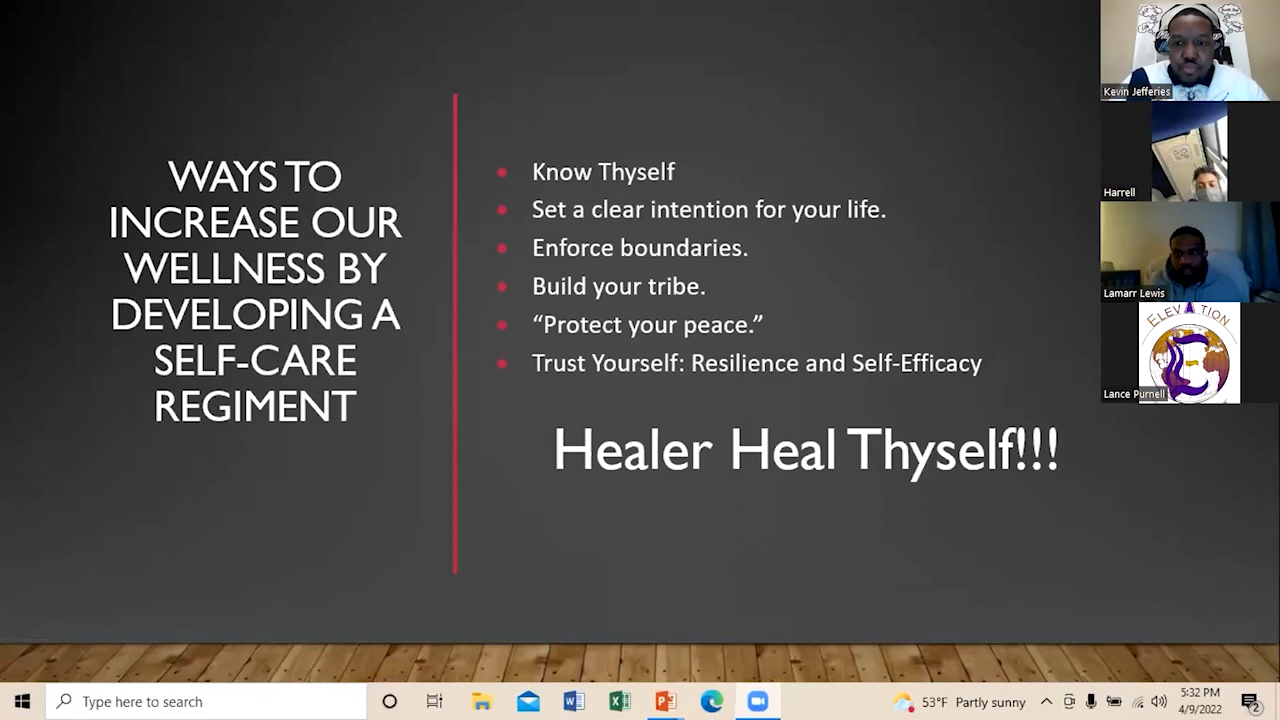 WAYS TO
INCREASE OUR
WELLNESS BY
DEVELOPING A
SELF-CARE
REGIMENT
Know Thyself
Set a clear intention for your life.
Enforce boundaries.
Build your tribe.
“Protect your peace.”
Trust Yourself: Resilience and Self-Efficacy
Healer Heal Thyself!!!
Kevin Jefferies
Harrell
Lamarr Lewis
ELEVATION
E
Lance Purnell
Type here to search
53°F Partly sunny
5:32 PM
4/9/2022
2